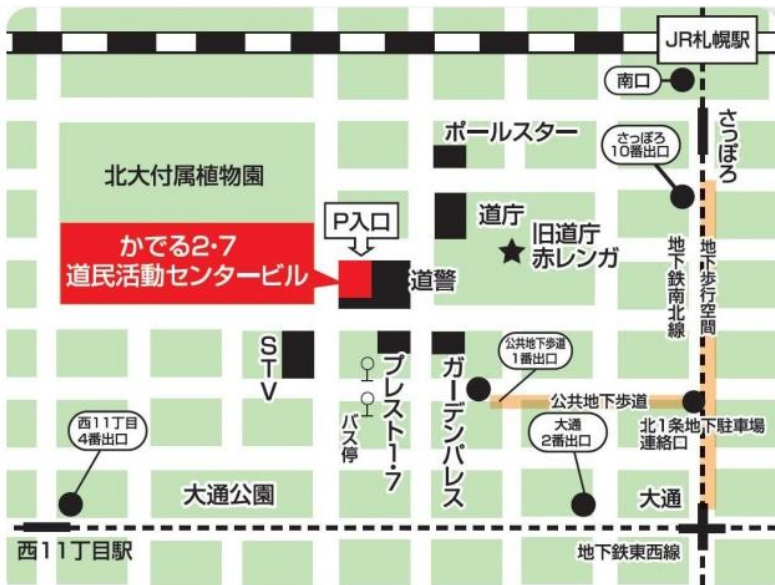 JR札幌駅
南口
さっぽろ
ポールスター
さっぽろ
10番出口
北大付属植物園
P入口
道庁
旧道庁
赤レンガ
かでる2・7
道民活動センタービル
道警
地下鉄南北線
地下歩行空間
STV
プレスト1・7
ガーデンパレス
公共地下歩道
1番出口
バス停
公共地下歩道
西11丁目
4番出口
大通
2番出口
北1条地下駐車場
連絡口
大通公園
大通
西11丁目駅
地下鉄東西線